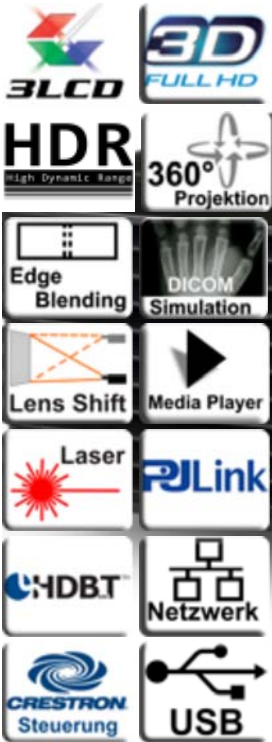 3LCD
3D
FULL HD
HDR
High Dynamic Range
360°
Projektion
Edge
Blending
DICOM
Simulation
Lens Shift
Media Player
Laser
PJLink
HDBT™
Netzwerk
CRESTRON
Steuerung
USB